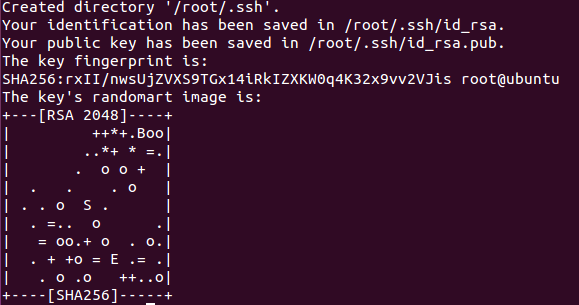 Created directory '/root/.ssh'.
Your identification has been saved in /root/.ssh/id_rsa.
Your public key has been saved in /root/.ssh/id_rsa.pub.
The key fingerprint is:
SHA256:rxII/nwsUjZVXS9TGx14iRkIZXKW0q4K32x9vv2VJis root@ubuntu
The key's randomart image is:
+---[RSA 2048]----+
|         ++*+.Boo|
|        ..*+ * =.|
|       .  o o +  |
|  .   .    . o   |
| . . o  S .      |
|  . =..  o      .|
|   = oo.+ o  . o.|
|  . + +o = E .= .|
|   . o .o   ++..o|
+----[SHA256]-----+